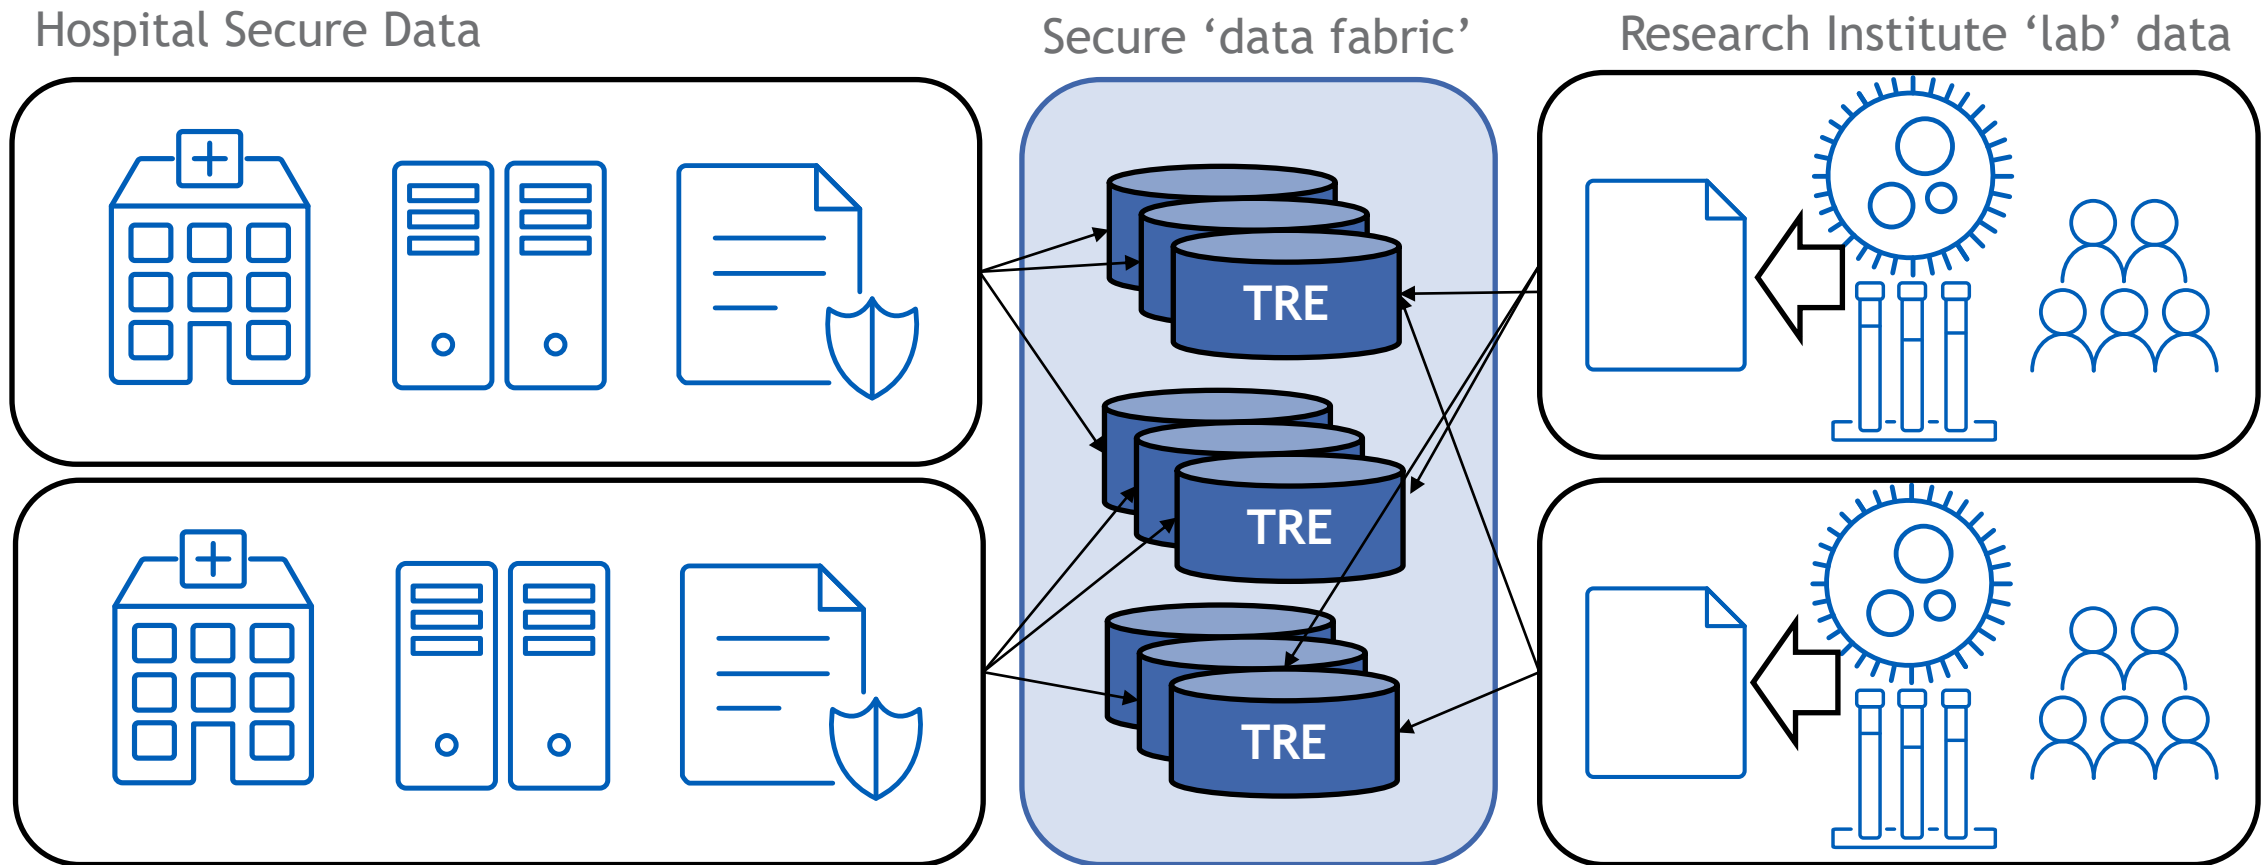 Hospital Secure Data
Secure ‘data fabric’
Research Institute ‘lab’ data
TRE
TRE
TRE